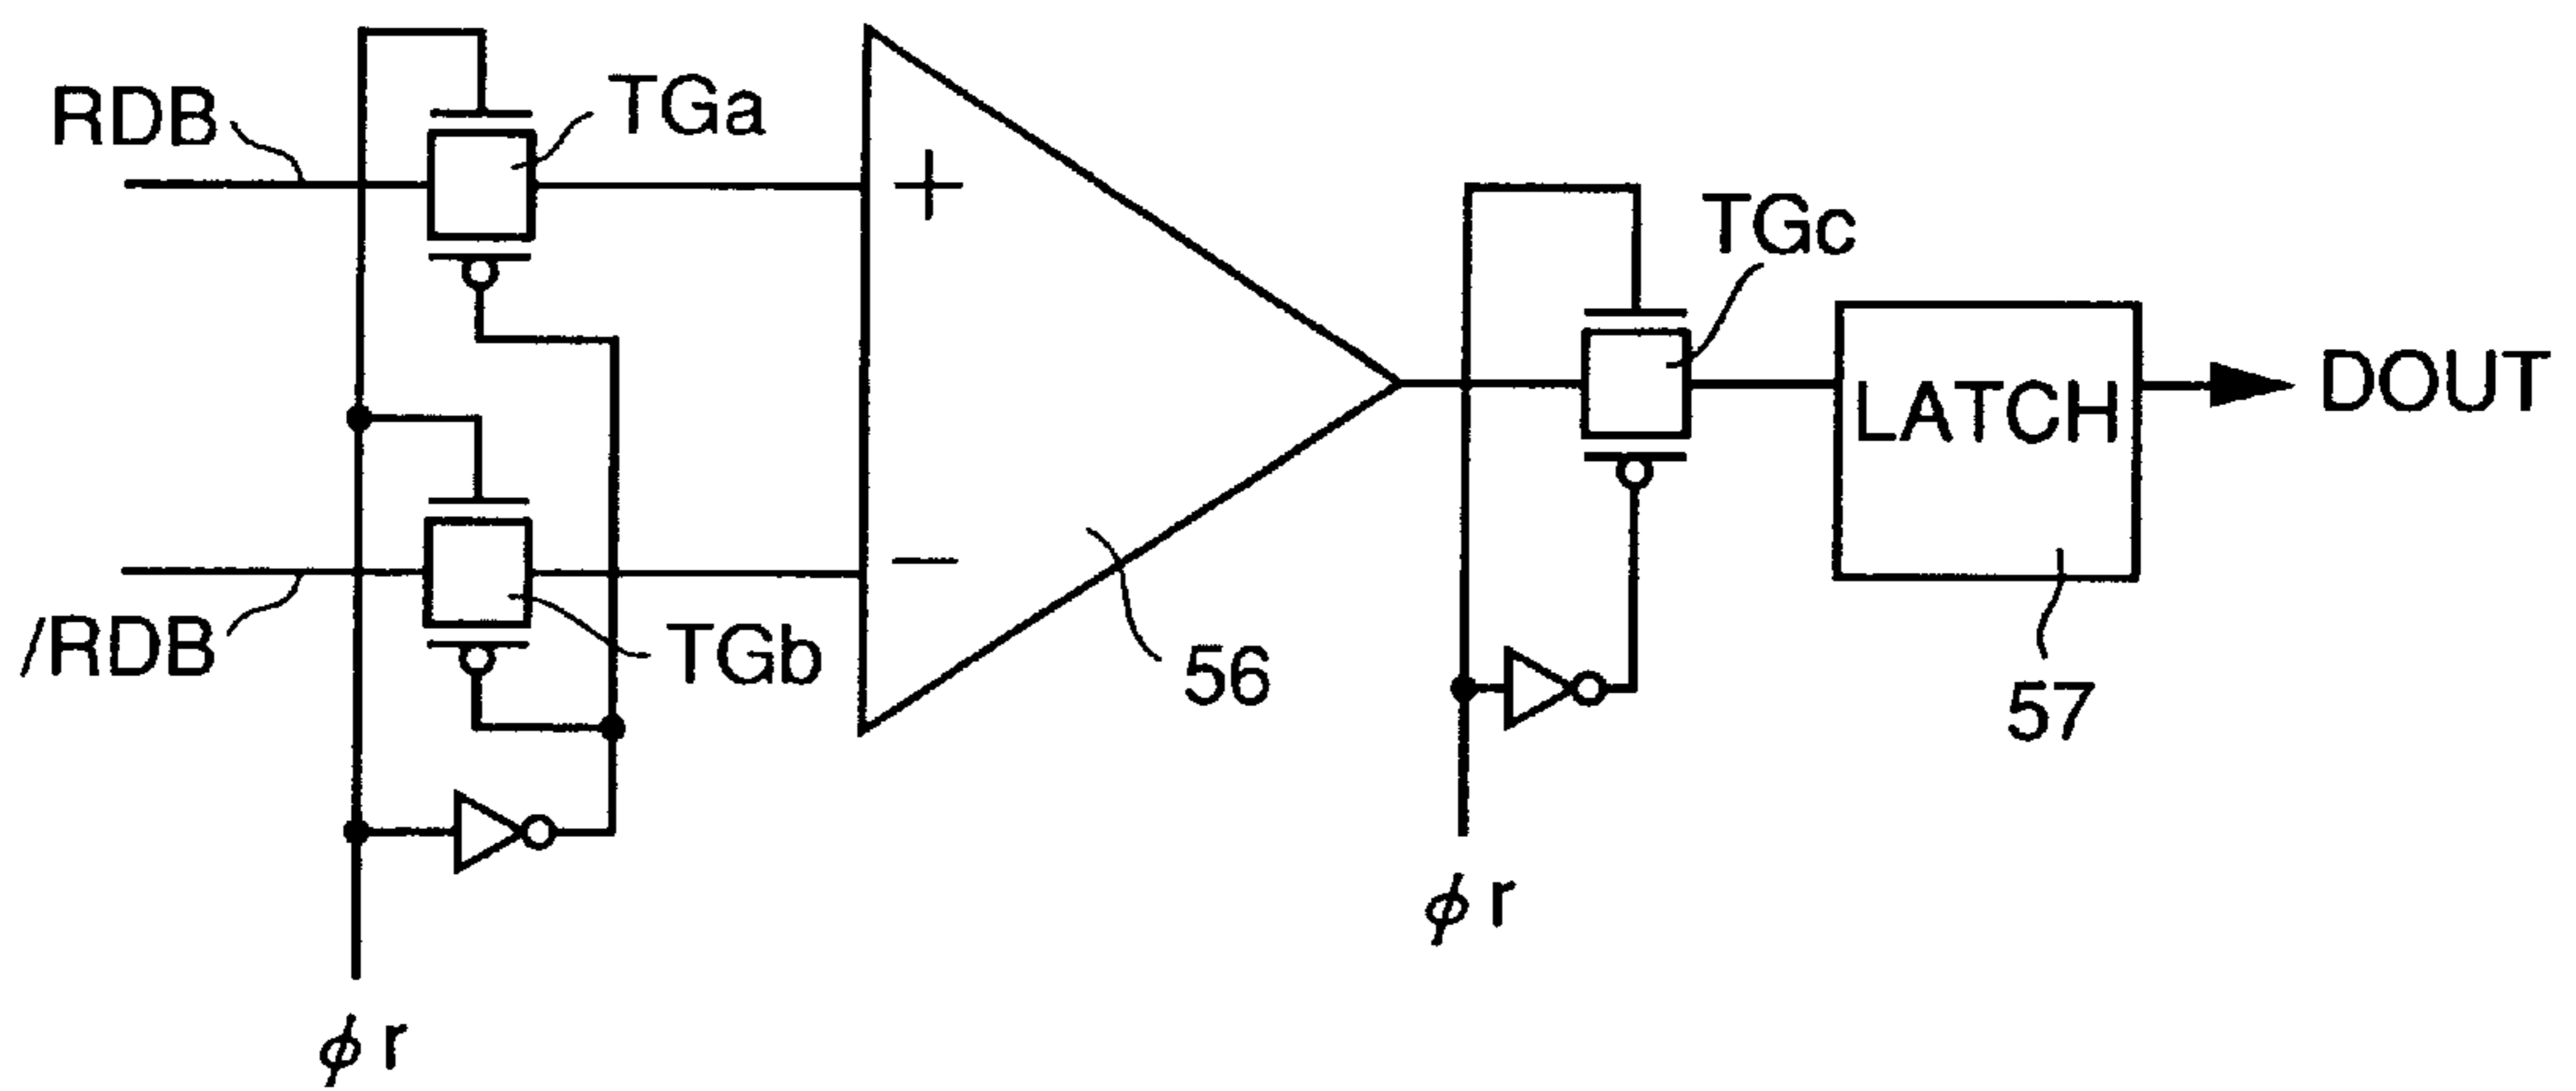 RDB
TGa
+
TGc
LATCH
DOUT
−
/RDB
TGb
56
57
ϕ r
ϕ r